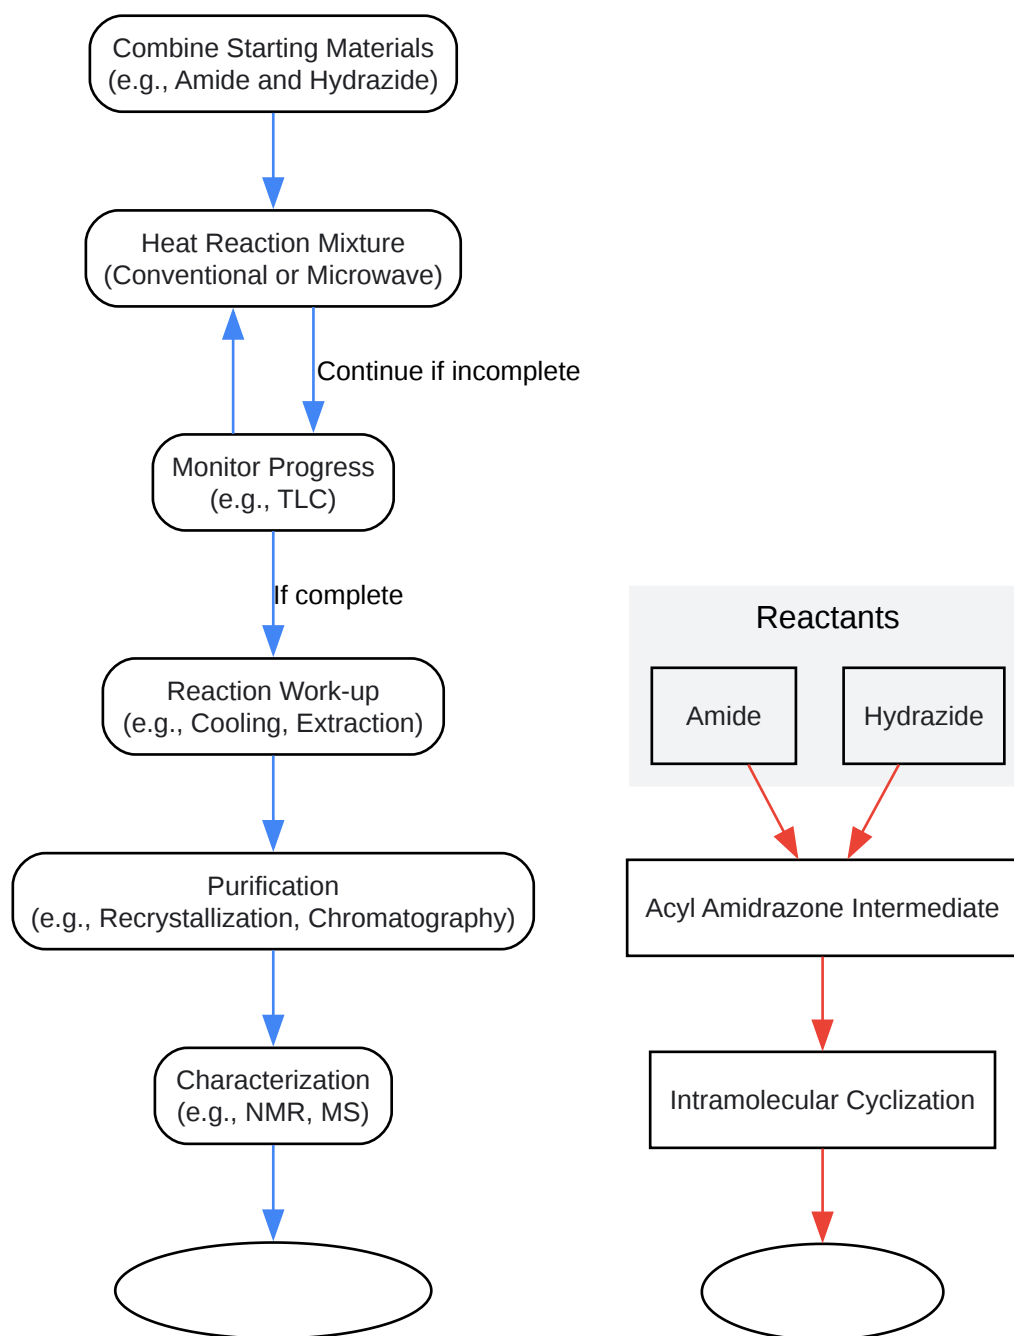 Combine Starting Materials
(e.g., Amide and Hydrazide)
Heat Reaction Mixture
(Conventional or Microwave)
Continue if incomplete
Monitor Progress
(e.g., TLC)
If complete
Reaction Work-up
(e.g., Cooling, Extraction)
Purification
(e.g., Recrystallization, Chromatography)
Characterization
(e.g., NMR, MS)
Reactants
Amide
Hydrazide
Acyl Amidrazone Intermediate
Intramolecular Cyclization